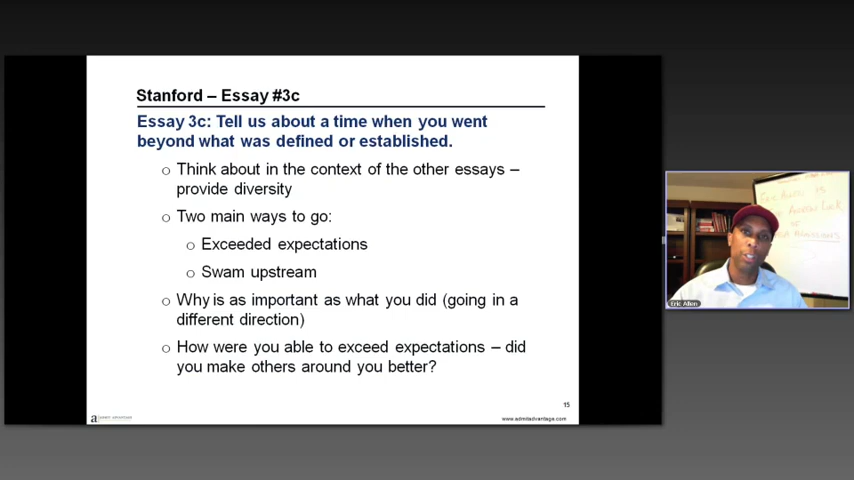 Stanford – Essay #3c
Essay 3c: Tell us about a time when you went
beyond what was defined or established.
○ Think about in the context of the other essays –
provide diversity
○ Two main ways to go:
○ Exceeded expectations
○ Swam upstream
○ Why is as important as what you did (going in a
different direction)
○ How were you able to exceed expectations – did
you make others around you better?
15
www.admitadvantage.com
a admit advantage
Eric Allen